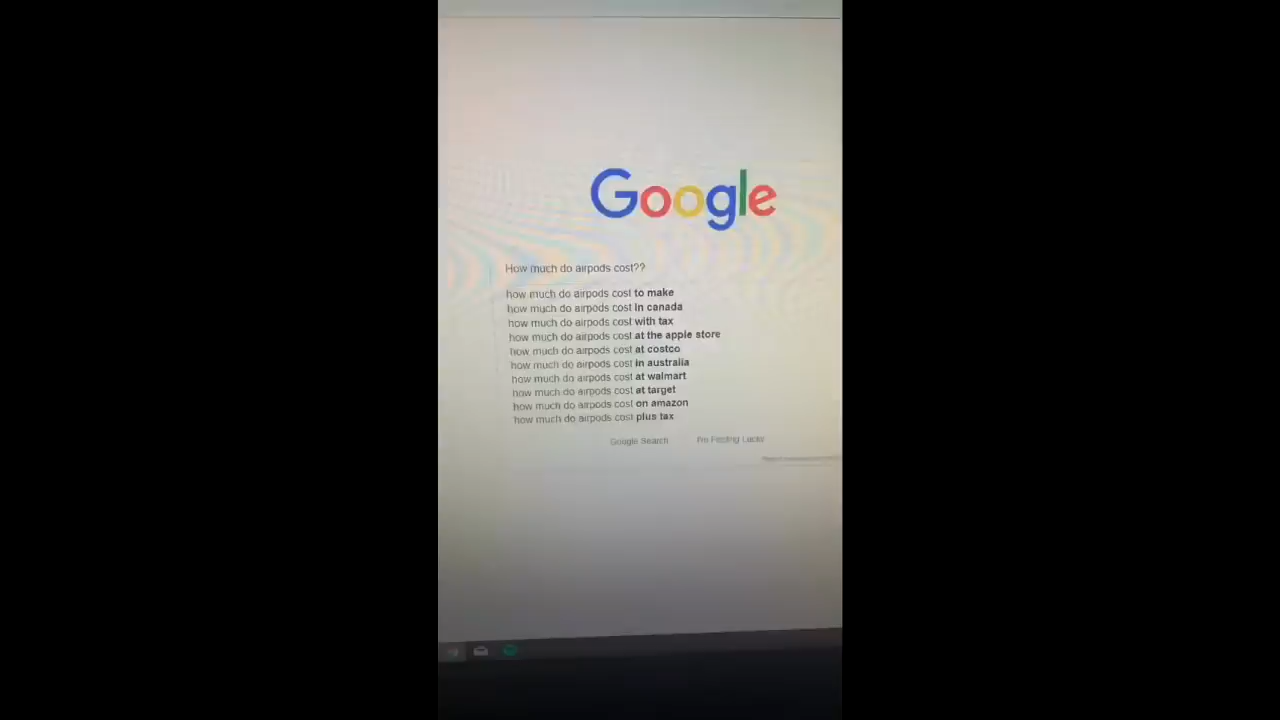 Google
How much do airpods cost??
how much do airpods cost to make
how much do airpods cost in canada
how much do airpods cost with tax
how much do airpods cost at the apple store
how much do airpods cost at costco
how much do airpods cost in australia
how much do airpods cost at walmart
how much do airpods cost at target
how much do airpods cost on amazon
how much do airpods cost plus tax
Google Search I'm Feeling Lucky